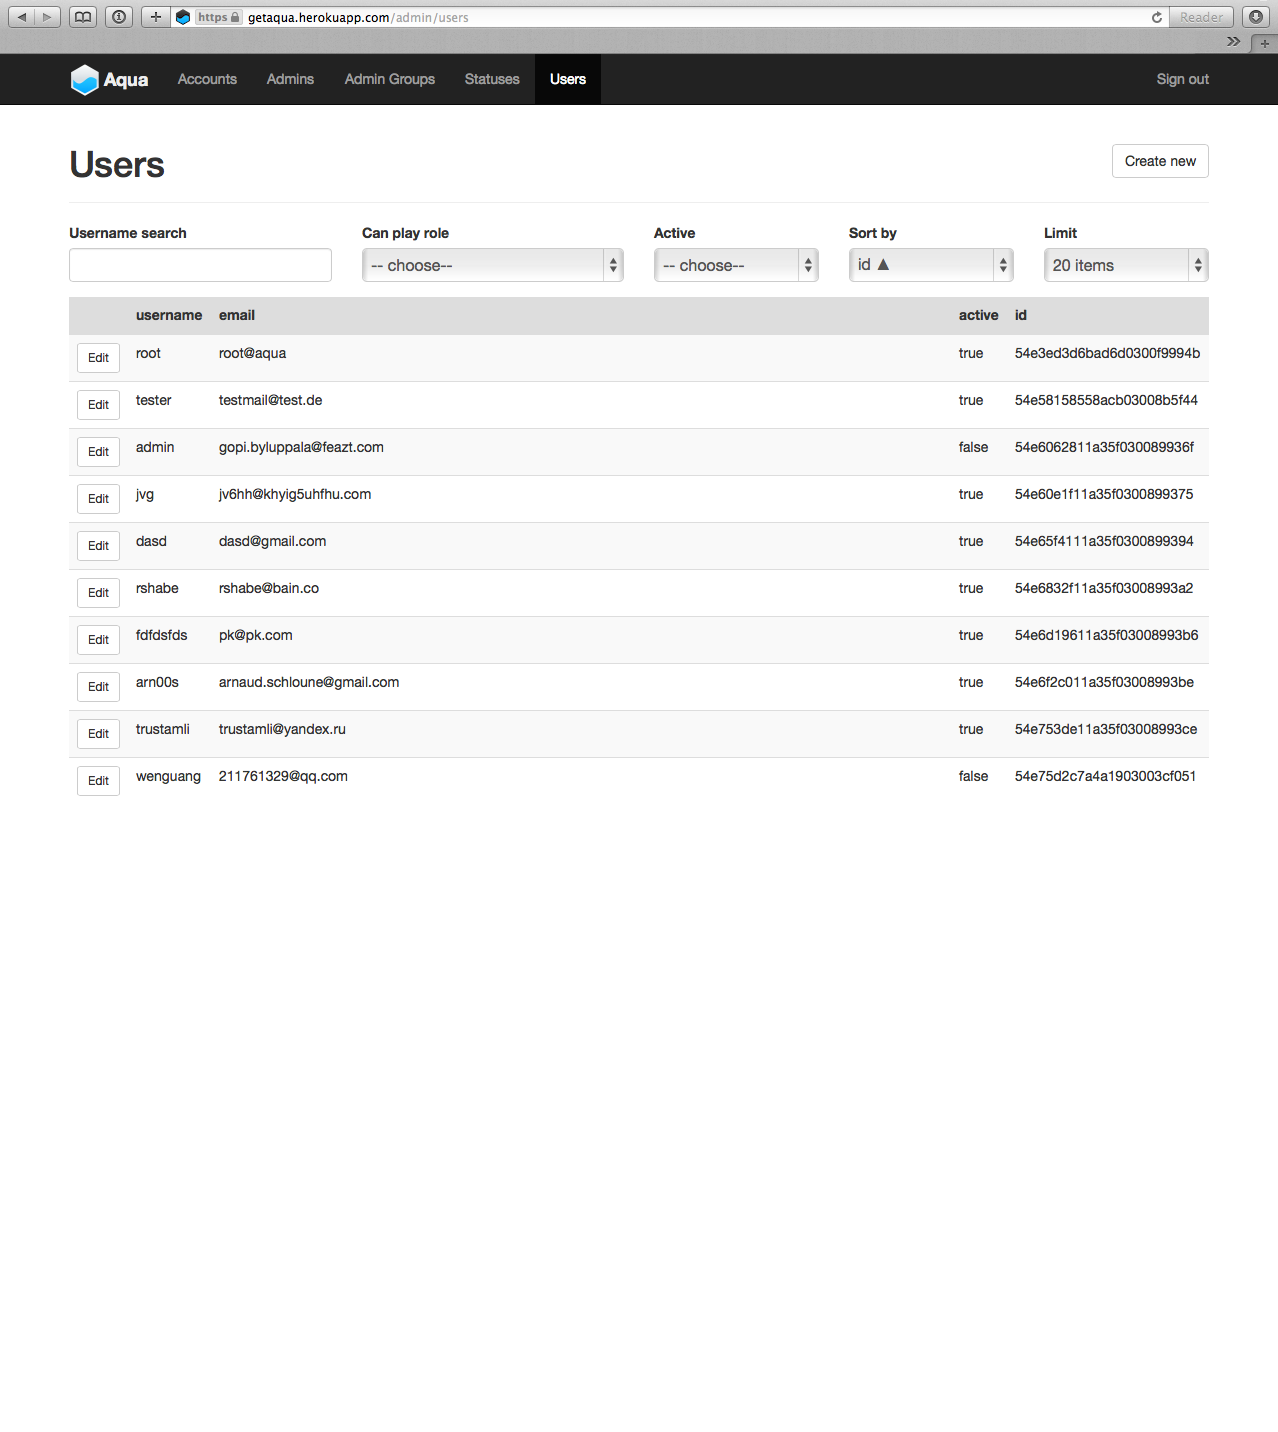 https getaqua.herokuapp.com/admin/users Reader
Aqua Accounts Admins Admin Groups Statuses Users Sign out
Users Create new
Username search Can play role Active Sort by Limit
-- choose-- -- choose-- id ▲ 20 items
username email active id
Edit root root@aqua true 54e3ed3d6bad6d0300f9994b
Edit tester testmail@test.de true 54e58158558acb03008b5f44
Edit admin gopi.byluppala@feazt.com false 54e6062811a35f030089936f
Edit jvg jv6hh@khyig5uhfhu.com true 54e60e1f11a35f0300899375
Edit dasd dasd@gmail.com true 54e65f4111a35f0300899394
Edit rshabe rshabe@bain.co true 54e6832f11a35f03008993a2
Edit fdfdsfds pk@pk.com true 54e6d19611a35f03008993b6
Edit arn00s arnaud.schloune@gmail.com true 54e6f2c011a35f03008993be
Edit trustamli trustamli@yandex.ru true 54e753de11a35f03008993ce
Edit wenguang 211761329@qq.com false 54e75d2c7a4a1903003cf051